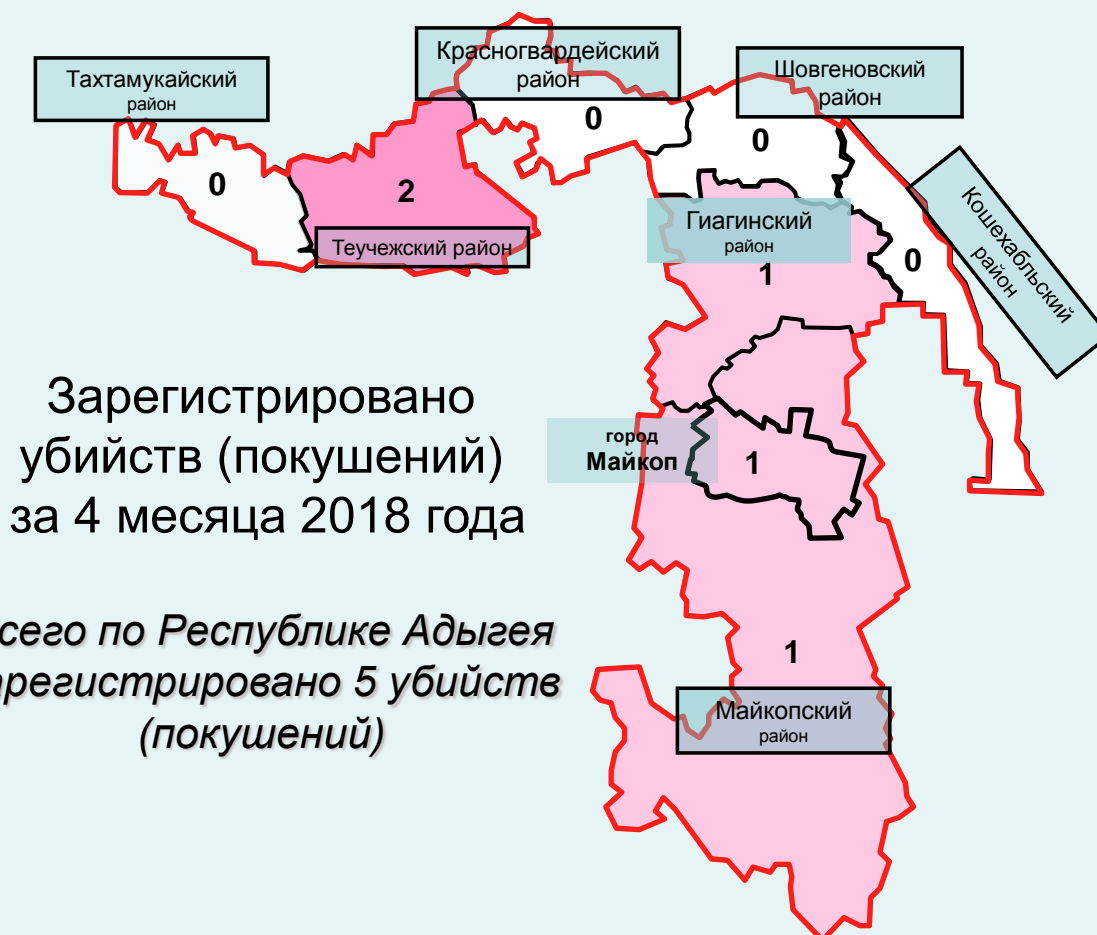 Красногвардейский
район
Тахтамукайский
район
Шовгеновский
район
0
0
0
2
Кошехабльский
район
Гиагинский
район
Теучежский район
0
1
Зарегистрировано
убийств (покушений)
за 4 месяца 2018 года
город
Майкоп
1
сего по Республике Адыгея
регистрировано 5 убийств
(покушений)
1
Майкопский
район